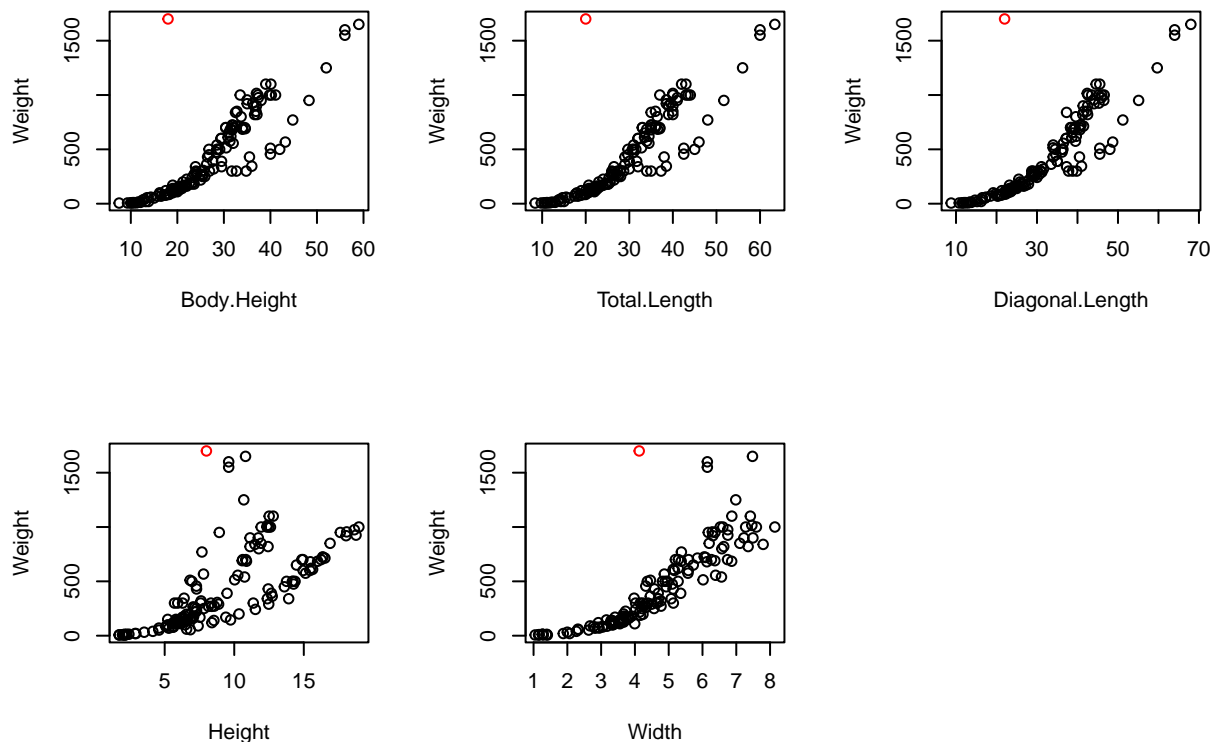 Weight
0 500 1500
10 20 30 40 50 60
Body.Height
Weight
0 500 1500
10 20 30 40 50 60
Total.Length
Weight
0 500 1500
10 30 50 70
Diagonal.Length
Weight
0 500 1500
5 10 15
Height
Weight
0 500 1500
1 2 3 4 5 6 7 8
Width